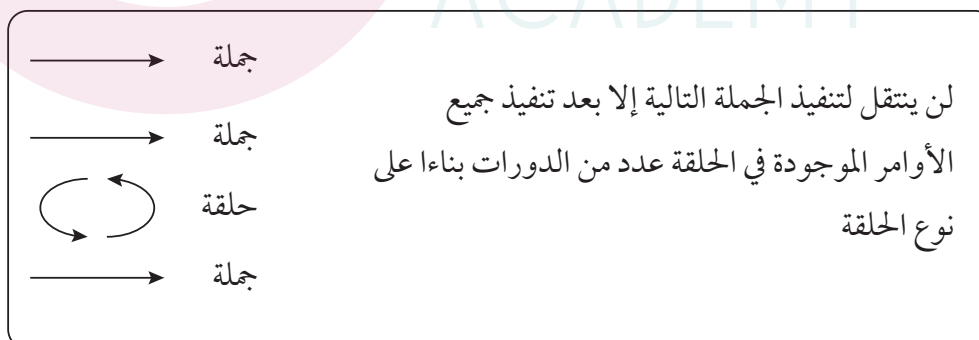 ACADEMY
جملة
لن ينتقل لتنفيذ الجملة التالية إلا بعد تنفيذ جميع
جملة
الأوامر الموجودة في الحلقة عدد من الدورات بناءا على
حلقة
نوع الحلقة
جملة